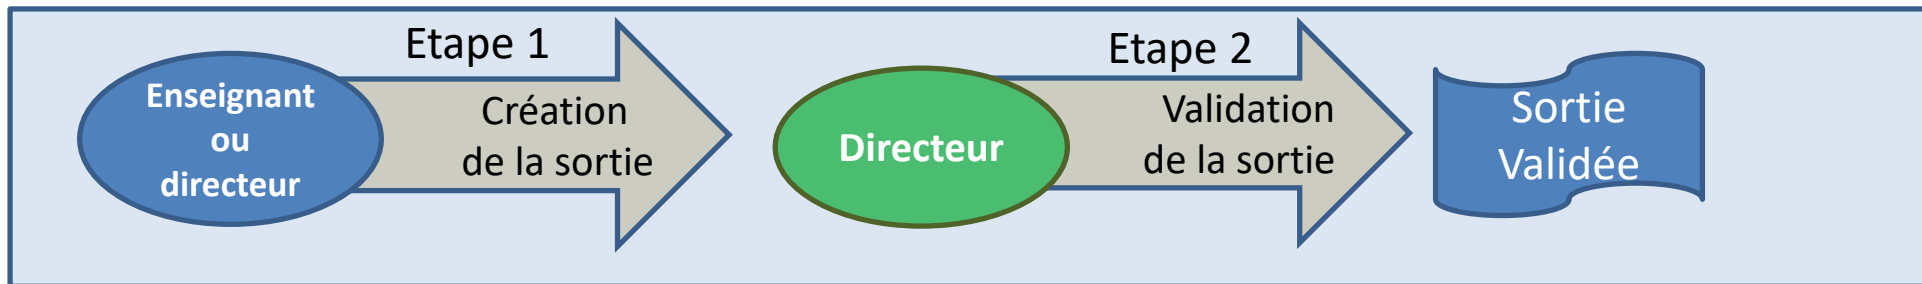 Etape 1
Enseignant
ou
directeur
Création
de la sortie
Etape 2
Directeur
Validation
de la sortie
Sortie
Validée